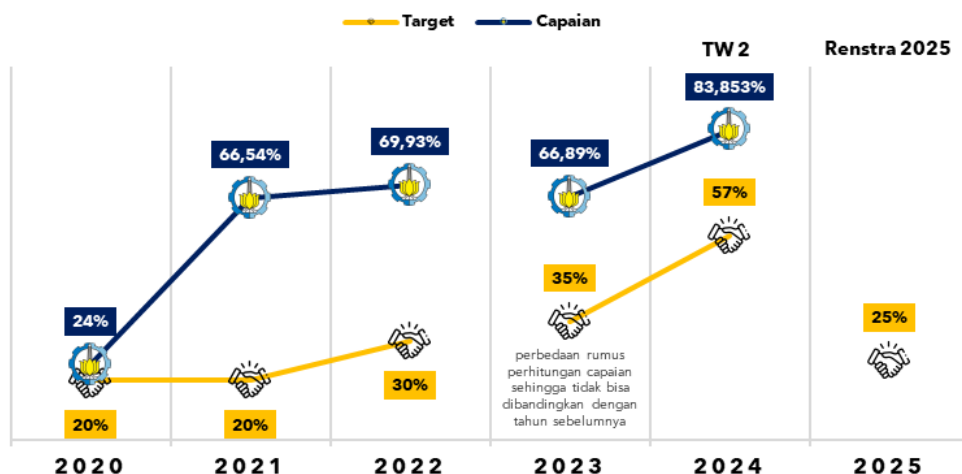 Target
Capaian
TW 2
Renstra 2025
83,853%
66,54%
69,93%
66,89%
57%
35%
24%
25%
perbedaan rumus
perhitungan capaian
sehingga tidak bisa
dibandingkan dengan
tahun sebelumnya
30%
20%
20%
2020
2021
2022
2023
2024
2025